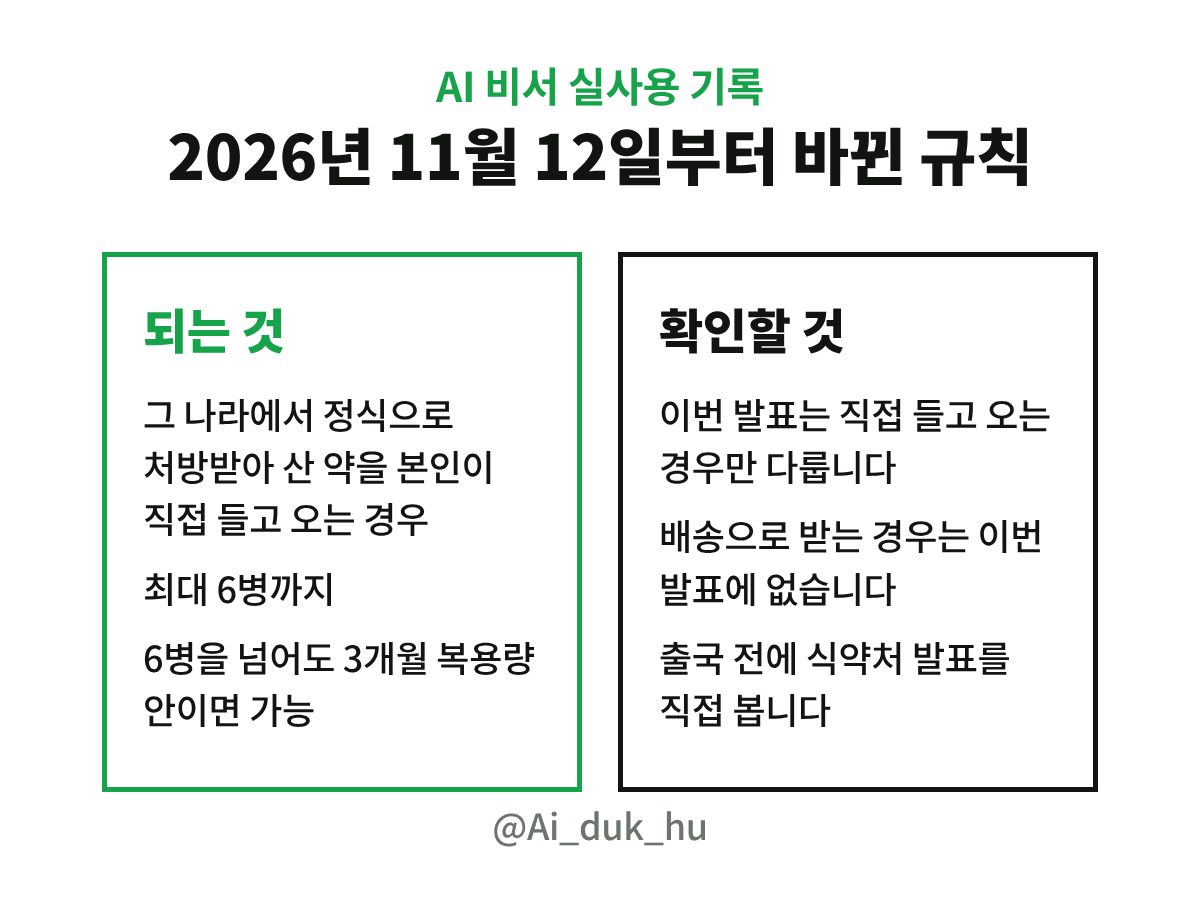 AI 비서 실사용 기록
2026년 11월 12일부터 바뀐 규칙
되는 것
그 나라에서 정식으로
처방받아 산 약을 본인이
직접 들고 오는 경우
최대 6병까지
6병을 넘어도 3개월 복용량
안이면 가능
확인할 것
이번 발표는 직접 들고 오는
경우만 다룹니다
배송으로 받는 경우는 이번
발표에 없습니다
출국 전에 식약처 발표를
직접 봅니다
@Ai_duk_hu